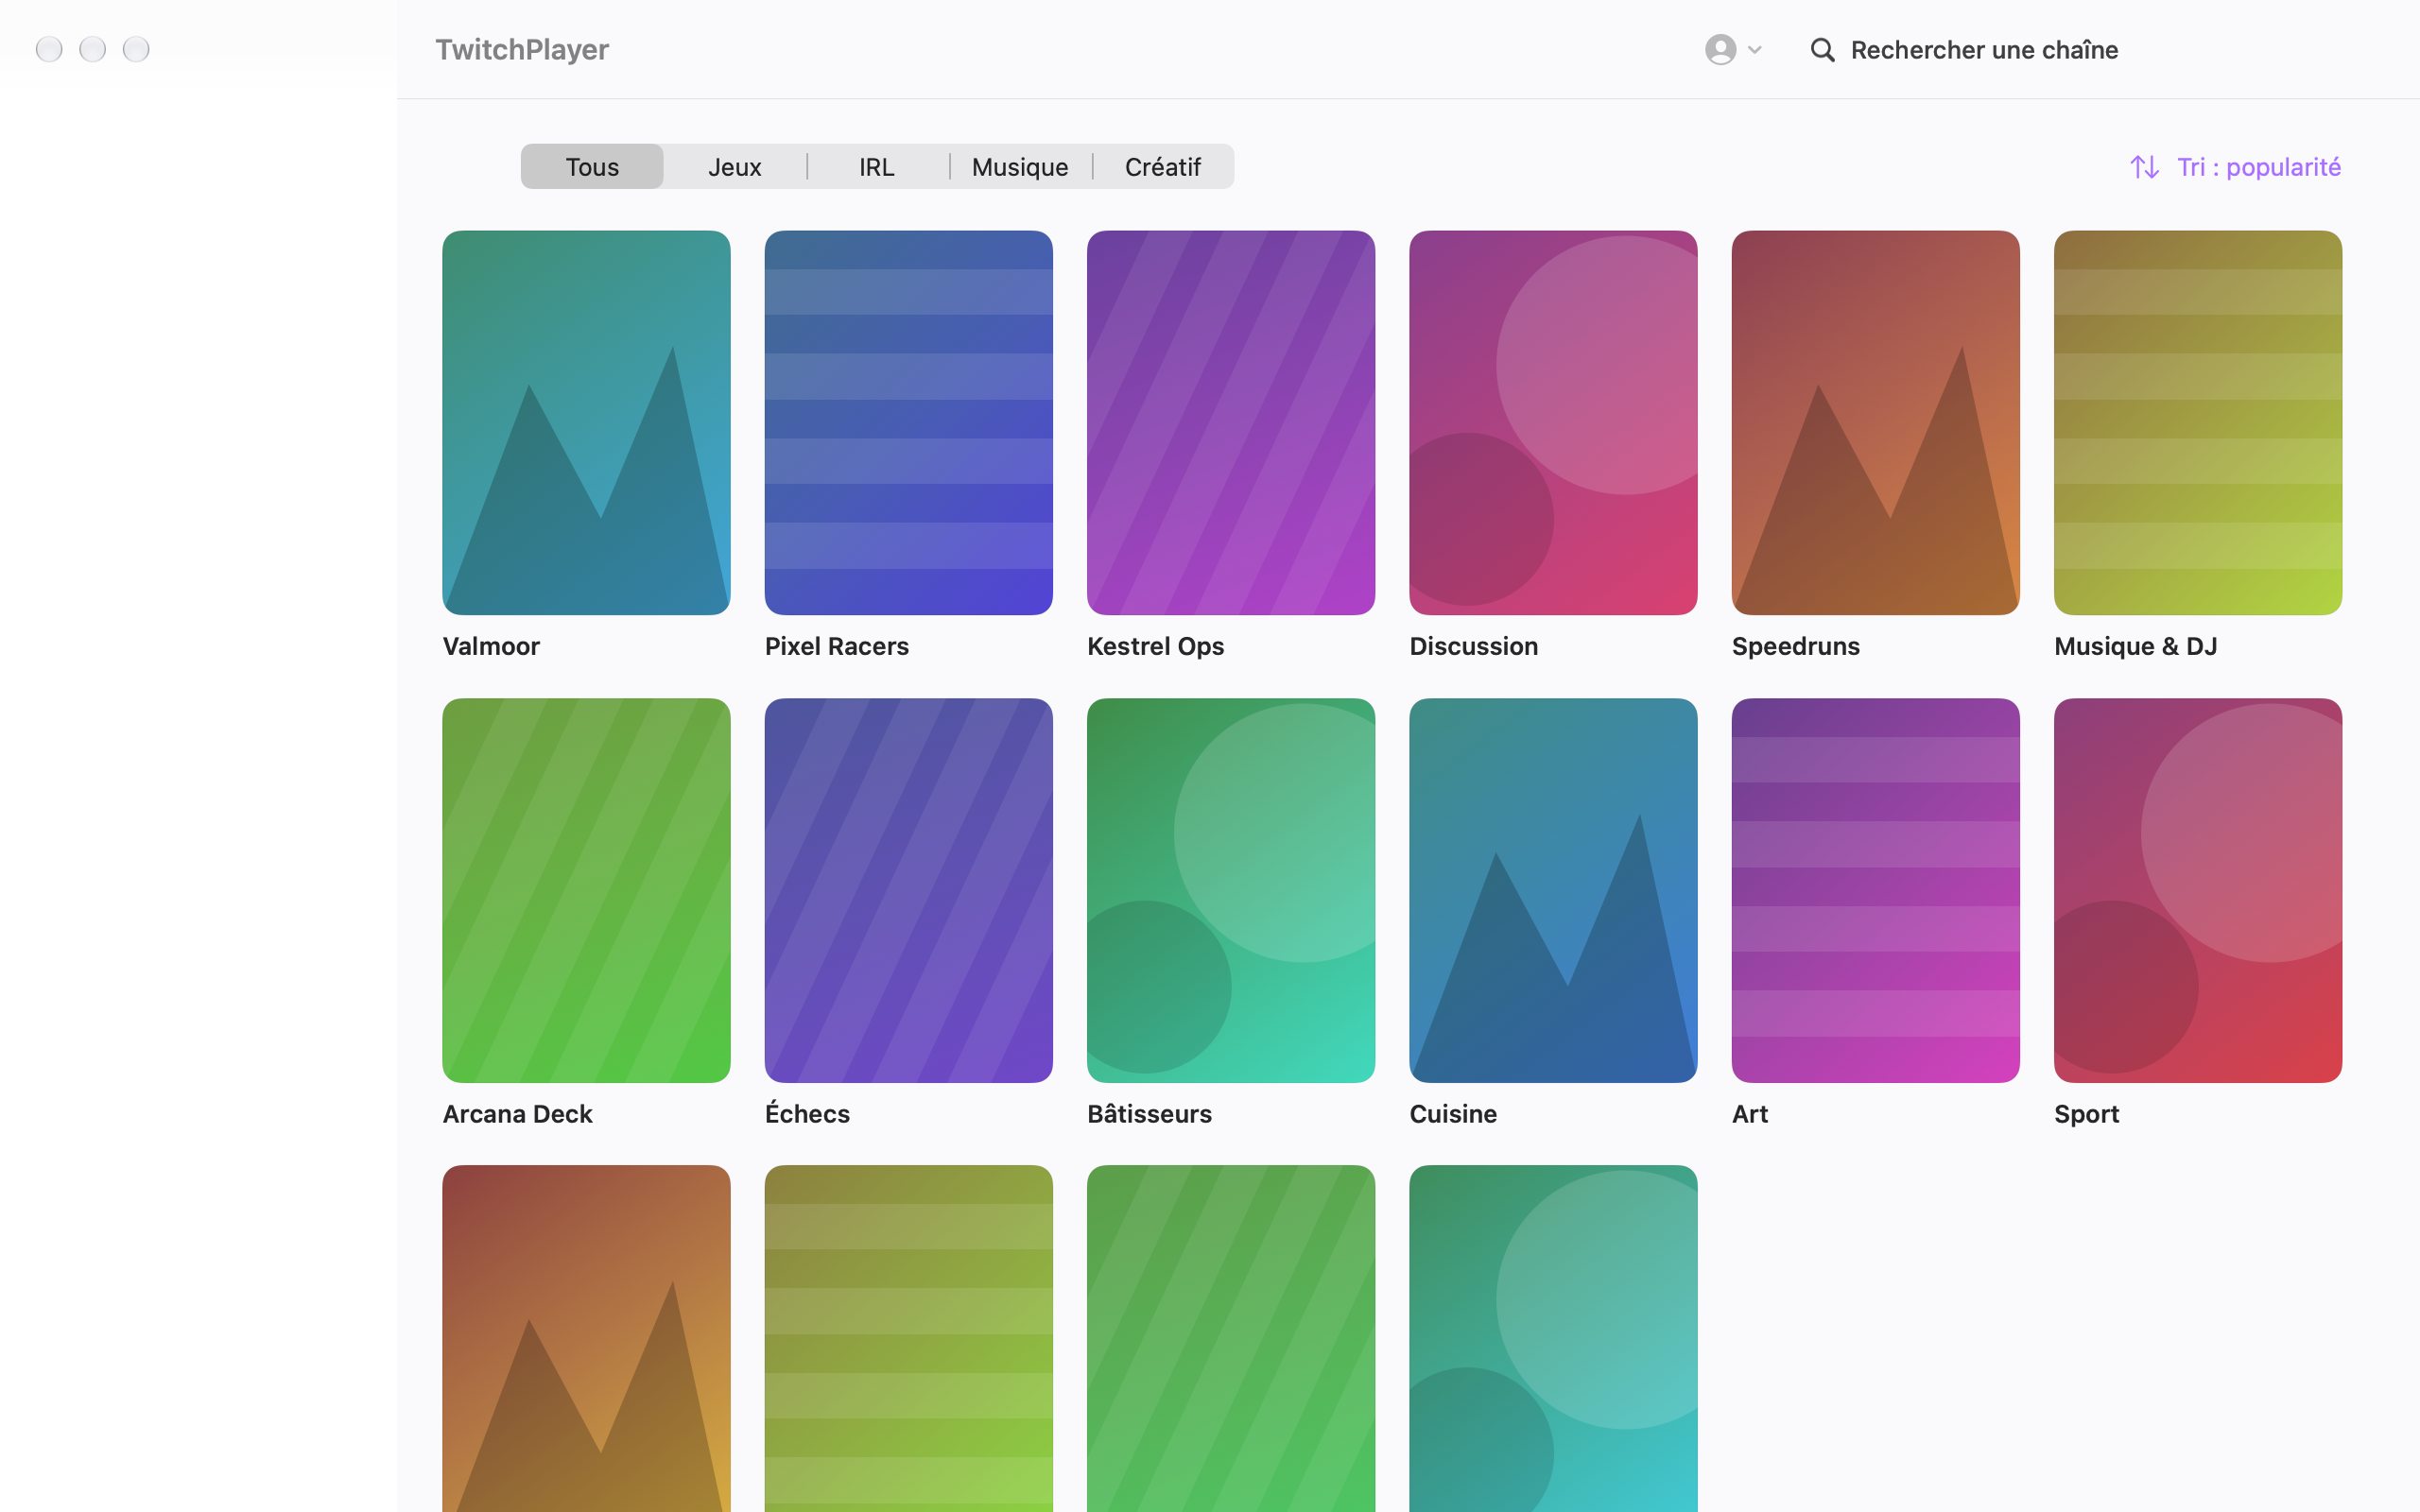 TwitchPlayer
Rechercher une chaîne
Tous
Jeux
IRL
Musique
Créatif
Tri : popularité
Valmoor
Pixel Racers
Kestrel Ops
Discussion
Speedruns
Musique & DJ
Arcana Deck
Échecs
Bâtisseurs
Cuisine
Art
Sport